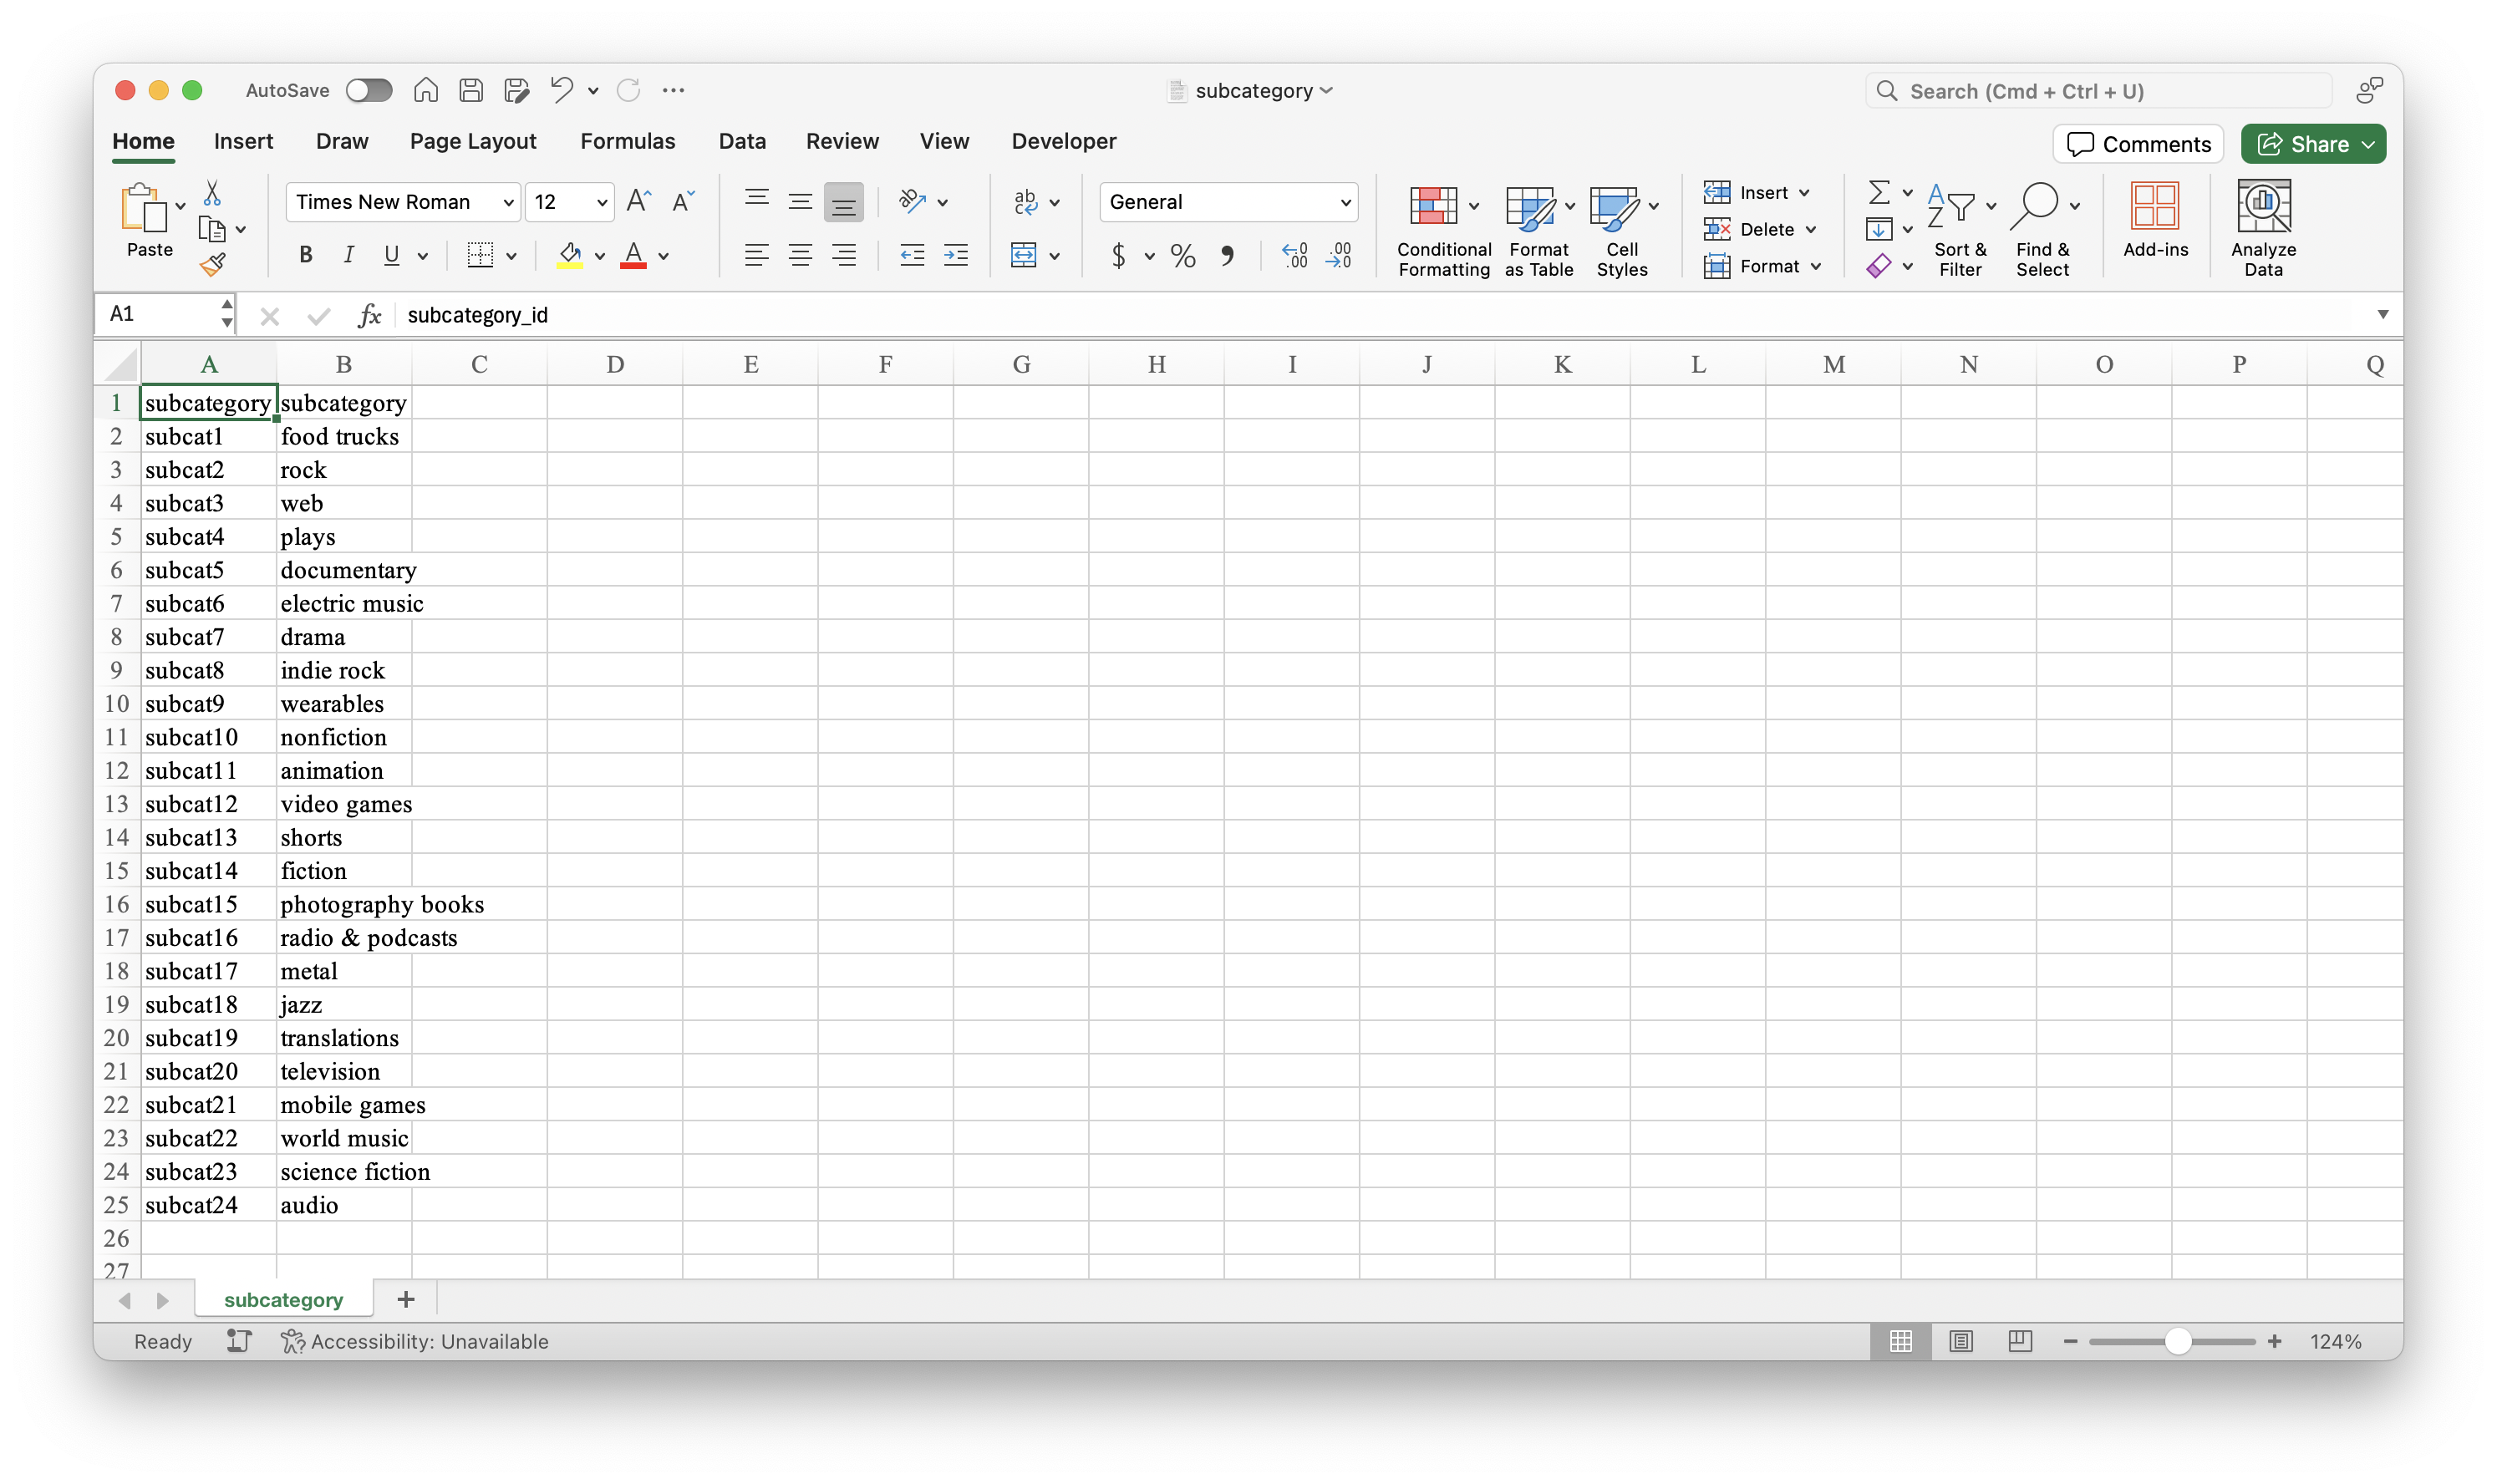 AutoSave
subcategory
Search (Cmd + Ctrl + U)
Home Insert Draw Page Layout Formulas Data Review View Developer
Comments
Share
Paste
Times New Roman
12
General
Conditional Formatting
Format as Table
Cell Styles
Insert
Delete
Format
Sort & Filter
Find & Select
Add-ins
Analyze Data
A1
fx
subcategory_id
A B C D E F G H I J K L M N O P Q
1 subcategory subcategory
2 subcat1 food trucks
3 subcat2 rock
4 subcat3 web
5 subcat4 plays
6 subcat5 documentary
7 subcat6 electric music
8 subcat7 drama
9 subcat8 indie rock
10 subcat9 wearables
11 subcat10 nonfiction
12 subcat11 animation
13 subcat12 video games
14 subcat13 shorts
15 subcat14 fiction
16 subcat15 photography books
17 subcat16 radio & podcasts
18 subcat17 metal
19 subcat18 jazz
20 subcat19 translations
21 subcat20 television
22 subcat21 mobile games
23 subcat22 world music
24 subcat23 science fiction
25 subcat24 audio
26
27
subcategory
Ready
Accessibility: Unavailable
124%